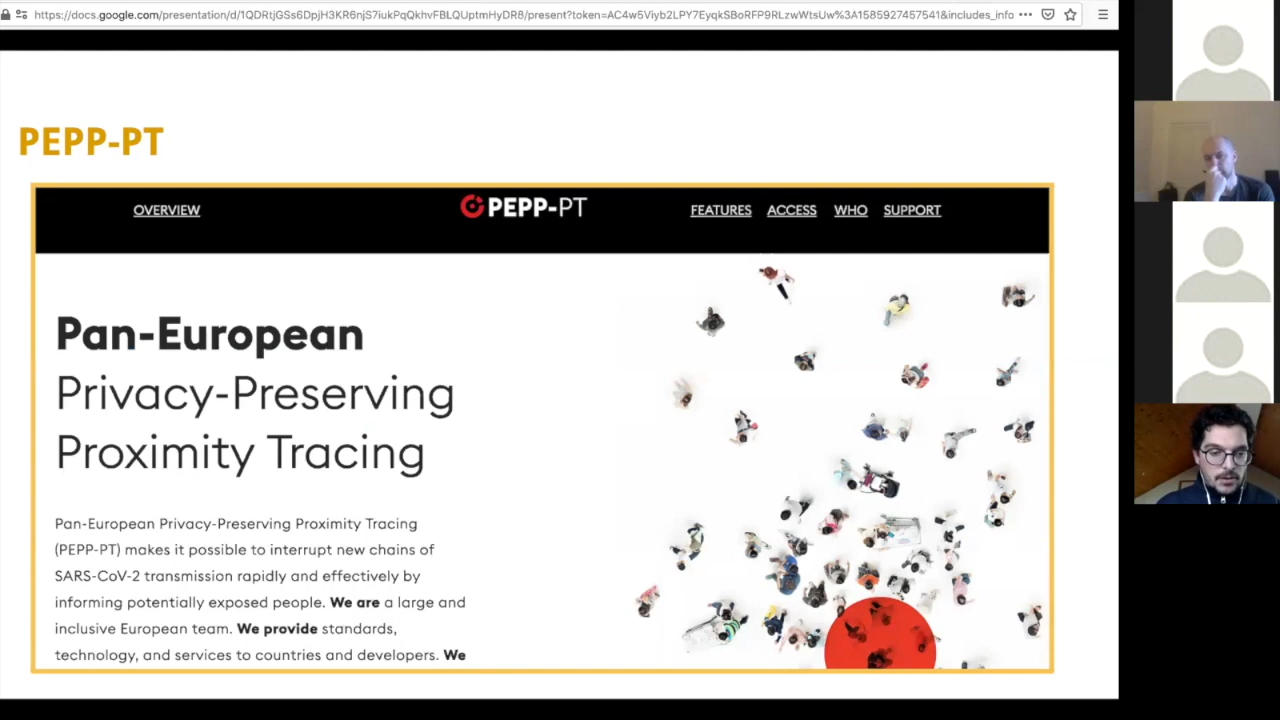 https://docs.google.com/presentation/d/1QDRtjGSs6DpjH3KR6njS7iukPqQkhvFBLQUptmHyDR8/present?token=AC4w5Viyb2LPY7EyqkSBoRFP9RLzwWtsUw%3A1585927457541&includes_info
PEPP-PT
OVERVIEW PEPP-PT FEATURES ACCESS WHO SUPPORT
Pan-European
Privacy-Preserving
Proximity Tracing
Pan-European Privacy-Preserving Proximity Tracing
(PEPP-PT) makes it possible to interrupt new chains of
SARS-CoV-2 transmission rapidly and effectively by
informing potentially exposed people. We are a large and
inclusive European team. We provide standards,
technology, and services to countries and developers. We